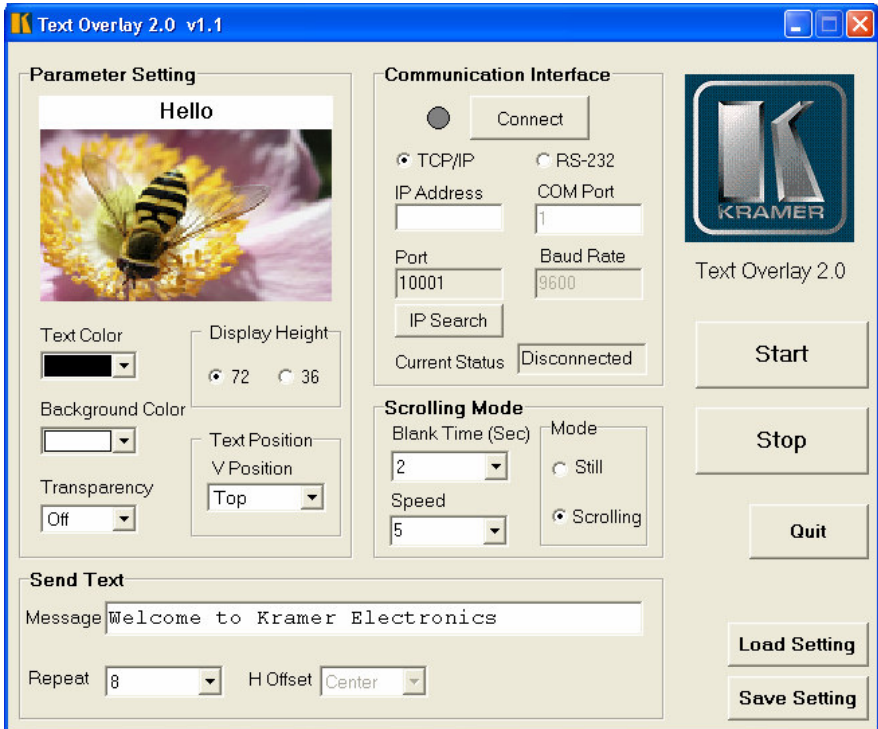 Text Overlay 2.0 v1.1
Parameter Setting
Hello
Text Color
Background Color
Transparency
Off
Display Height
72 36
Text Position
V Position
Top
Communication Interface
Connect
TCP/IP RS-232
IP Address COM Port
1
Port Baud Rate
10001 9600
IP Search
Current Status Disconnected
Scrolling Mode
Blank Time (Sec)
2
Speed
5
Mode
Still
Scrolling
KRAMER
Text Overlay 2.0
Start
Stop
Quit
Send Text
Message Welcome to Kramer Electronics
Repeat 8 H Offset Center
Load Setting
Save Setting